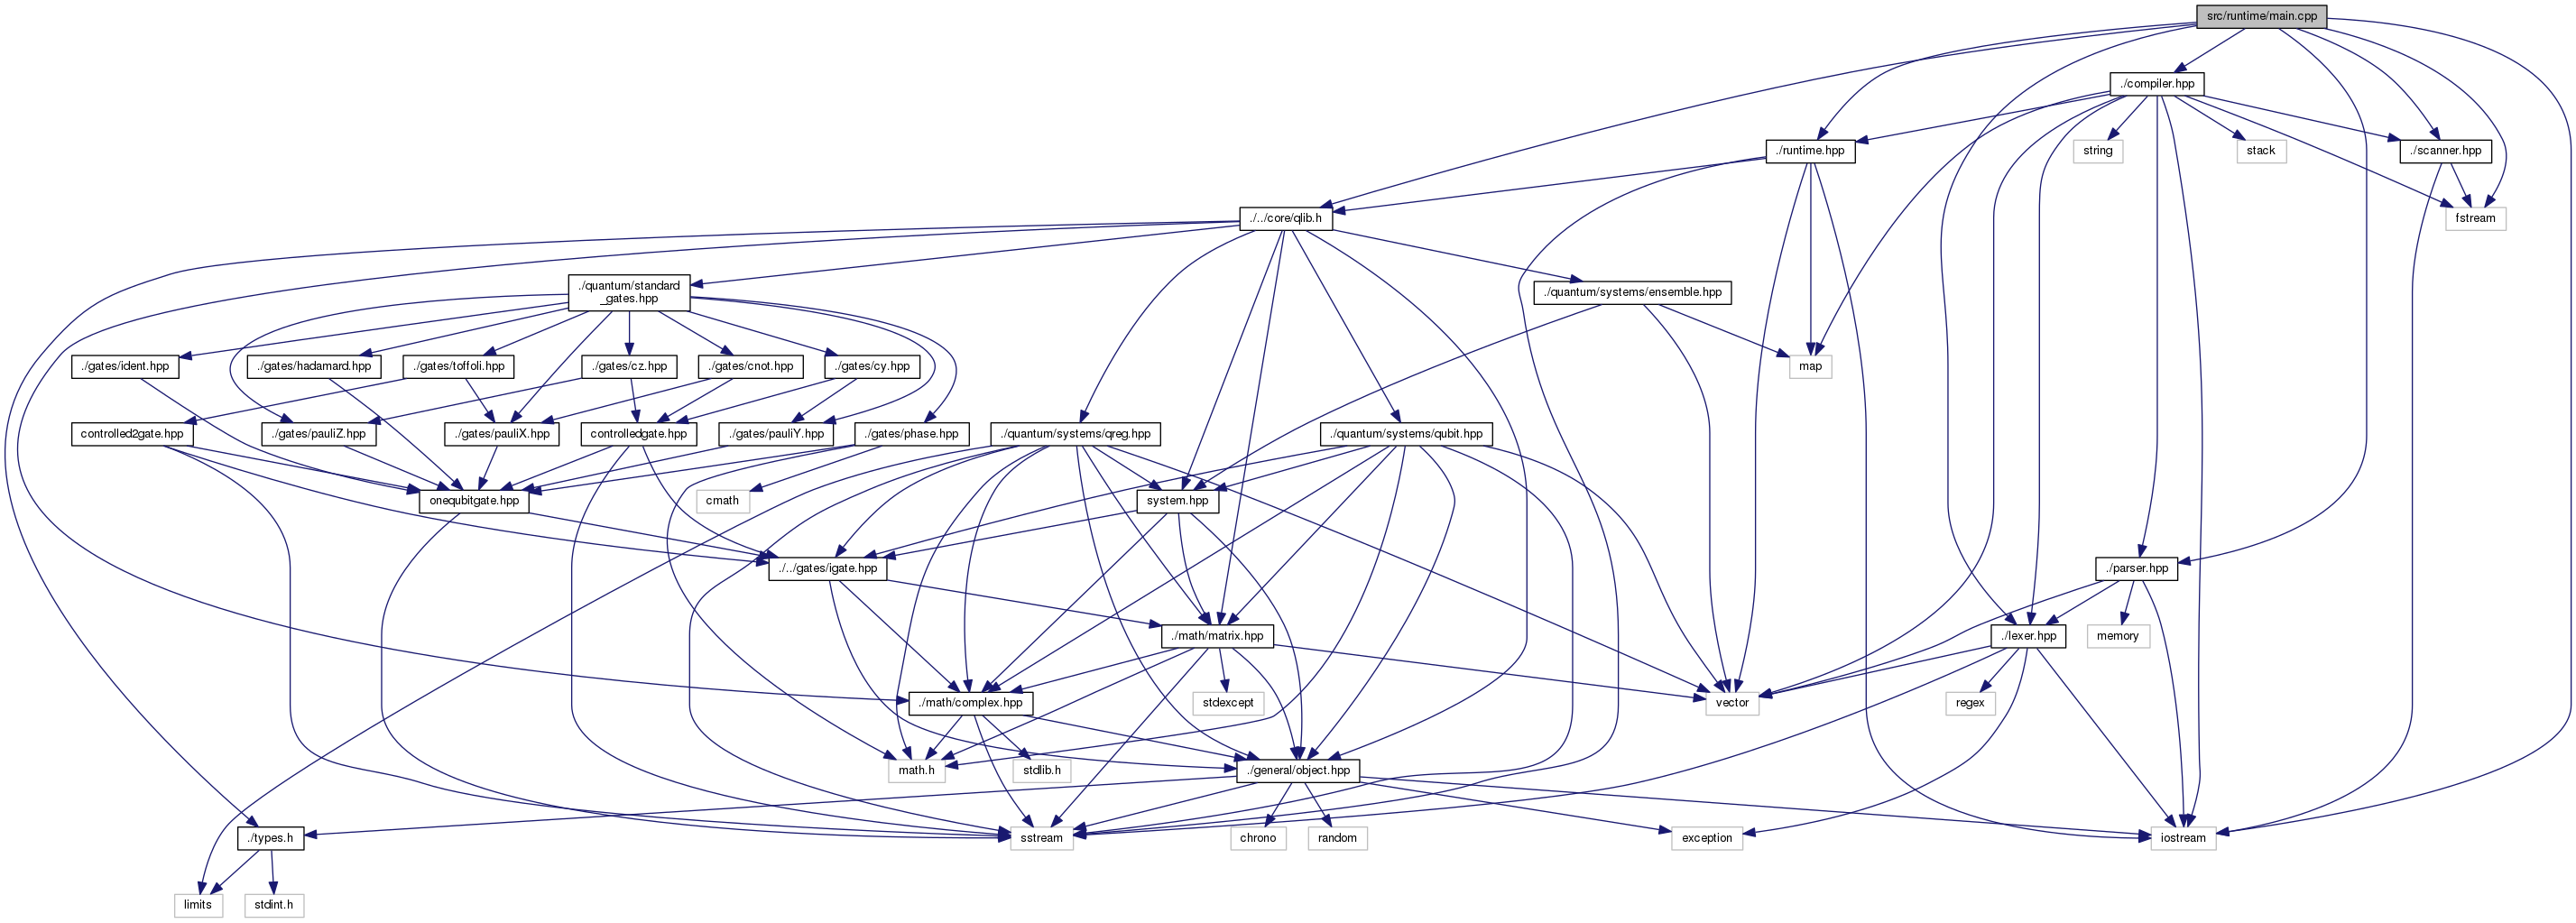 src/runtime/main.cpp
./compiler.hpp
./runtime.hpp
string
stack
./scanner.hpp
./../core/qlib.h
fstream
./quantum/standard
_gates.hpp
./quantum/systems/ensemble.hpp
./gates/ident.hpp
./gates/hadamard.hpp
./gates/toffoli.hpp
./gates/cz.hpp
./gates/cnot.hpp
./gates/cy.hpp
map
controlled2gate.hpp
./gates/pauliZ.hpp
./gates/pauliX.hpp
controlledgate.hpp
./gates/pauliY.hpp
./gates/phase.hpp
./quantum/systems/qreg.hpp
./quantum/systems/qubit.hpp
onequbitgate.hpp
cmath
system.hpp
./../gates/igate.hpp
./parser.hpp
./math/matrix.hpp
./lexer.hpp
memory
./math/complex.hpp
stdexcept
vector
regex
math.h
stdlib.h
./general/object.hpp
./types.h
sstream
chrono
random
exception
iostream
limits
stdint.h